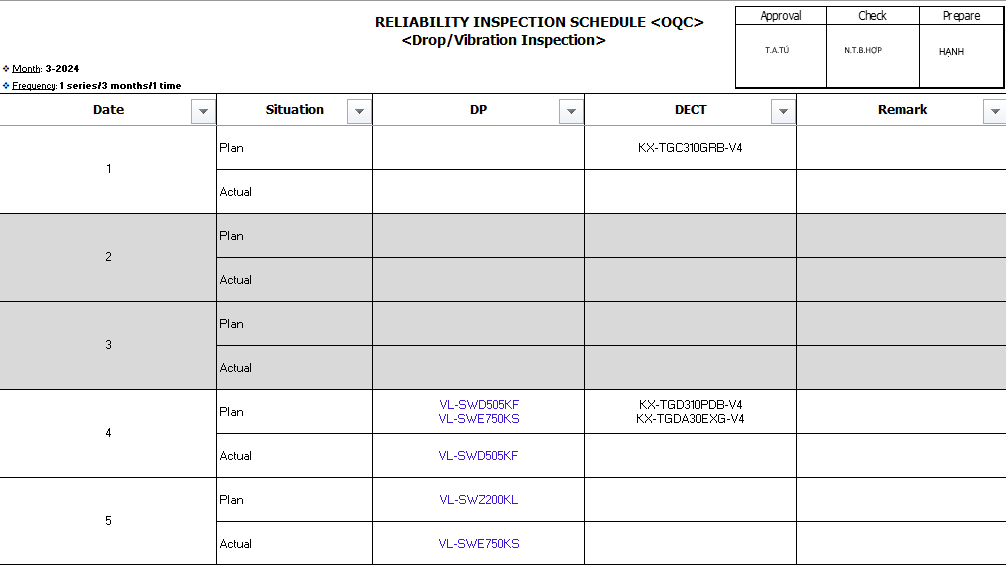 RELIABILITY INSPECTION SCHEDULE <OQC>
<Drop/Vibration Inspection>
Approval Check Prepare
T.A.TÚ N.T.B.HỢP HẠNH
Month: 3-2024
Frequency: 1 series/3 months/1 time
Date Situation DP DECT Remark
1 Plan KX-TGC310GRB-V4
Actual
2 Plan
Actual
3 Plan
Actual
4 Plan VL-SWD505KF KX-TGD310PDB-V4
VL-SWE750KS KX-TGDA30EXG-V4
Actual VL-SWD505KF
5 Plan VL-SWZ200KL
Actual VL-SWE750KS